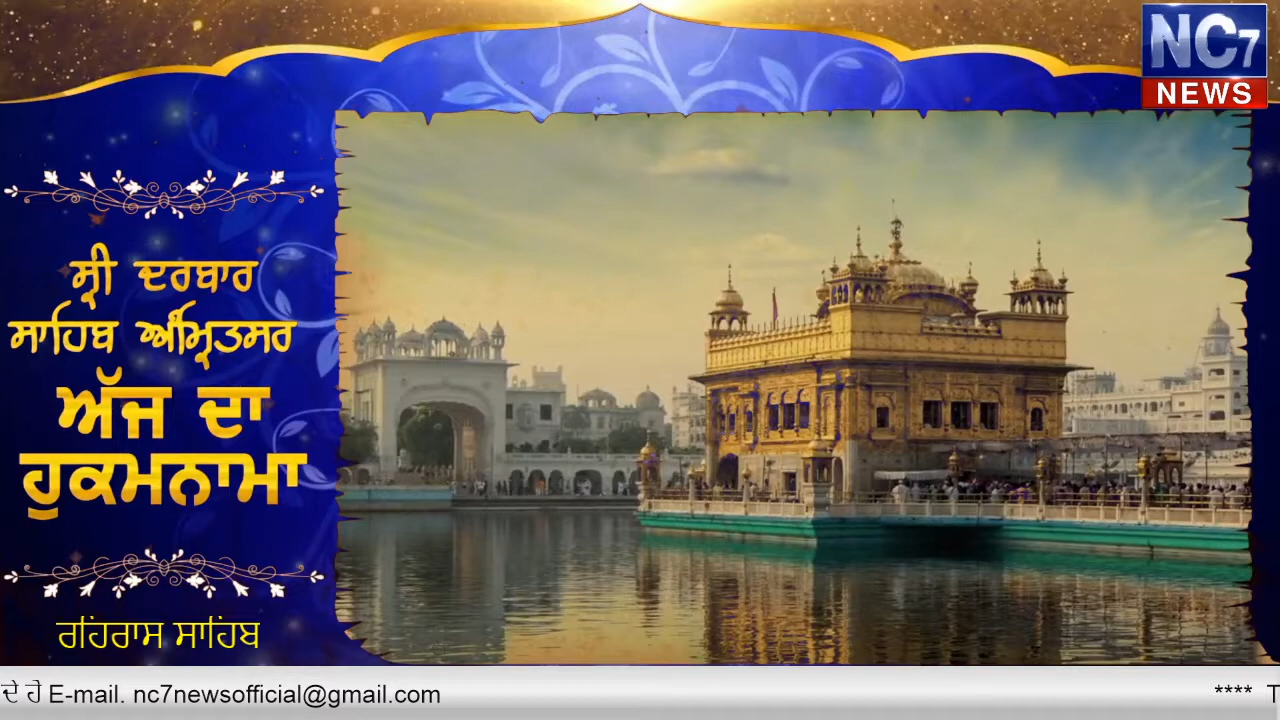 NC7
NEWS
ਸ੍ਰੀ ਦਰਬਾਰ
ਸਾਹਿਬ ਅੰਮ੍ਰਿਤਸਰ
ਅੱਜ ਦਾ
ਹੁਕਮਨਾਮਾ
ਰਹਿਰਾਸ ਸਾਹਿਬ
ਦੇ ਹੋ E-mail. nc7newsofficial@gmail.com
**** T